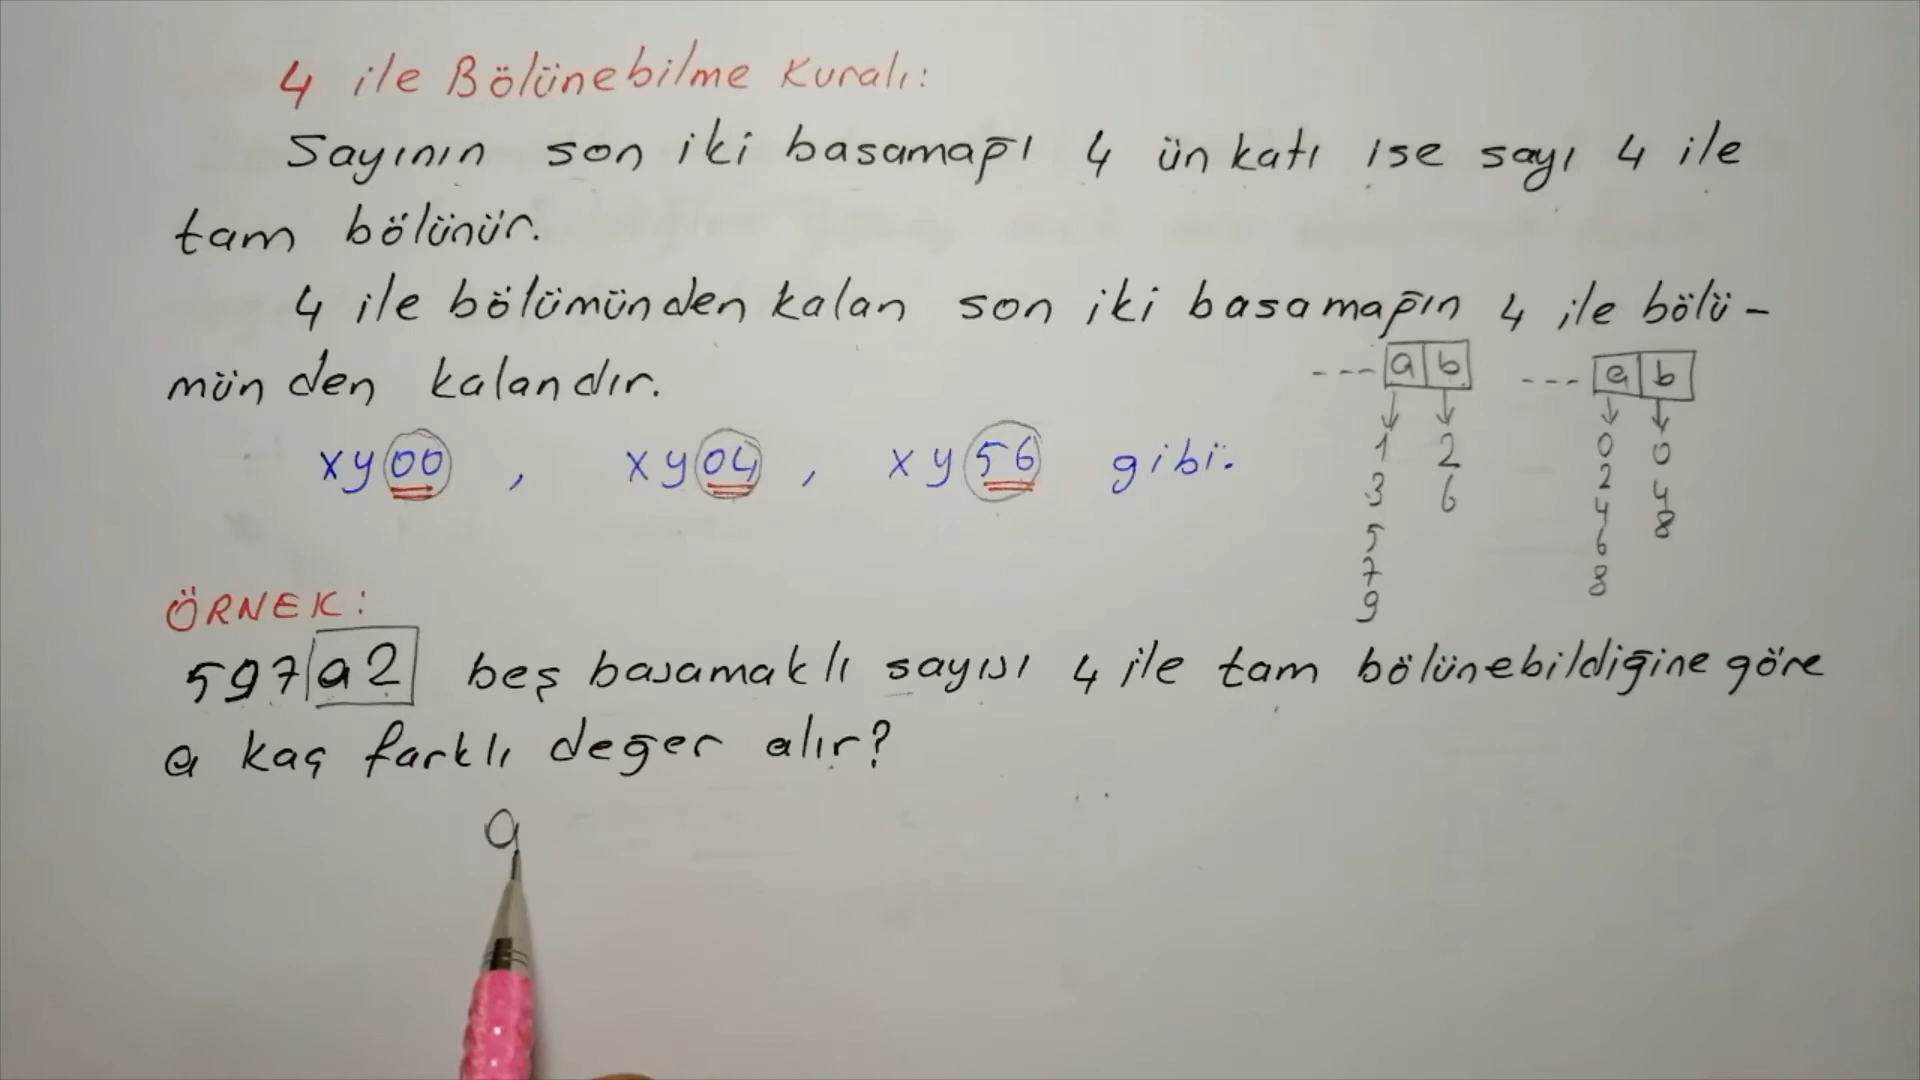 4 ile Bölünebilme Kuralı:
Sayının son iki basamağı 4 ün katı ise sayı 4 ile
tam bölünür.
4 ile bölümünden kalan son iki basamağın 4 ile bölü-
münden kalandır.
---ab
1 2
3 6
5
7
9
---ab
0 0
2 4
4 8
6
8
xy00, xy04, xy56 gibi.
ÖRNEK:
597a2 beş basamaklı sayısı 4 ile tam bölünebildiğine göre
a kaç farklı değer alır?
a